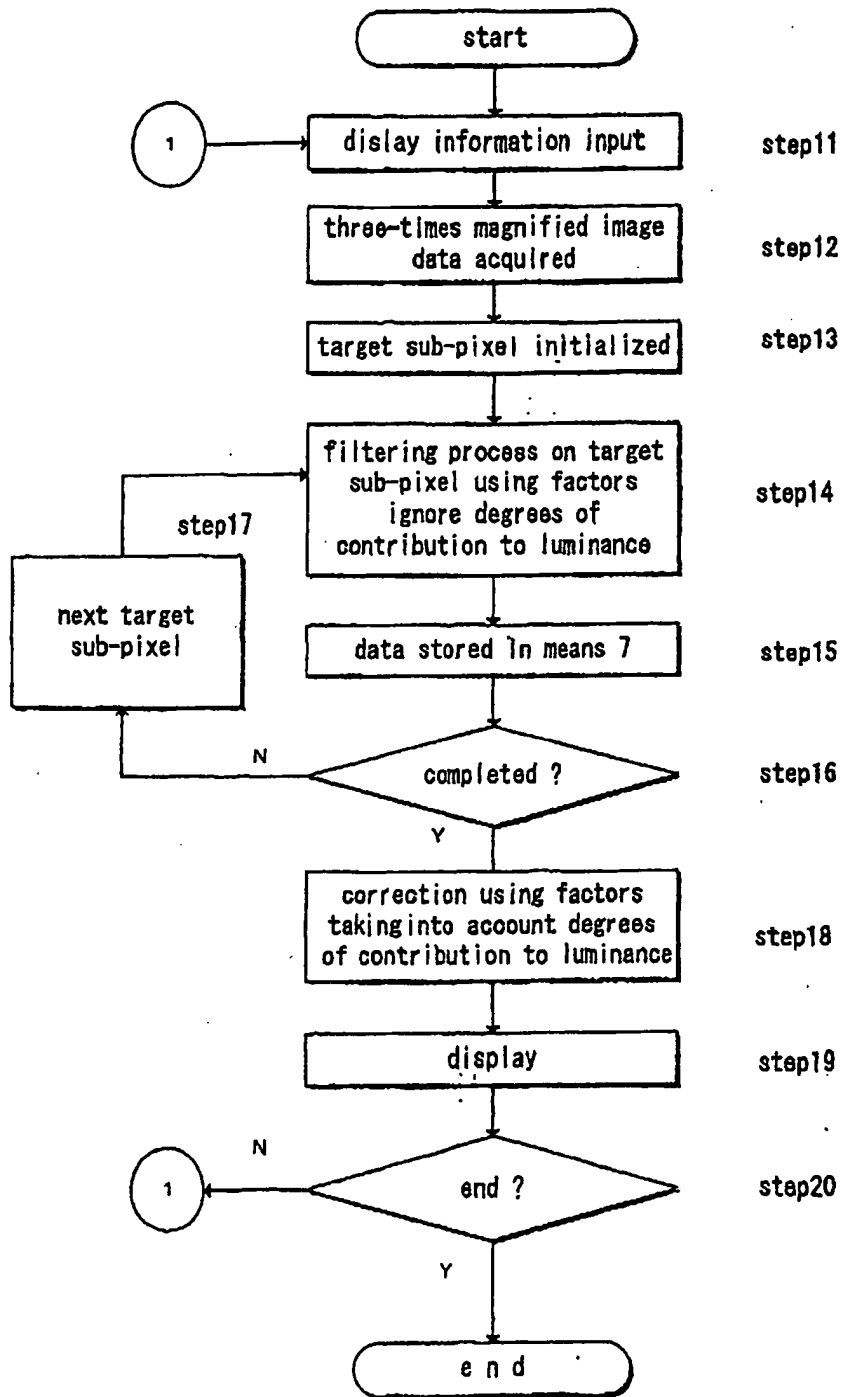 start
1
dislay information input
step11
three-times magnified image
data acquired
step12
target sub-pixel initialized
step13
filtering process on target
sub-pixel using factors
ignore degrees of
contribution to luminance
step14
step17
next target
sub-pixel
data stored in means 7
step15
N
completed ?
step16
Y
correction using factors
taking into account degrees
of contribution to luminance
step18
display
step19
N
1
end ?
step20
Y
e n d